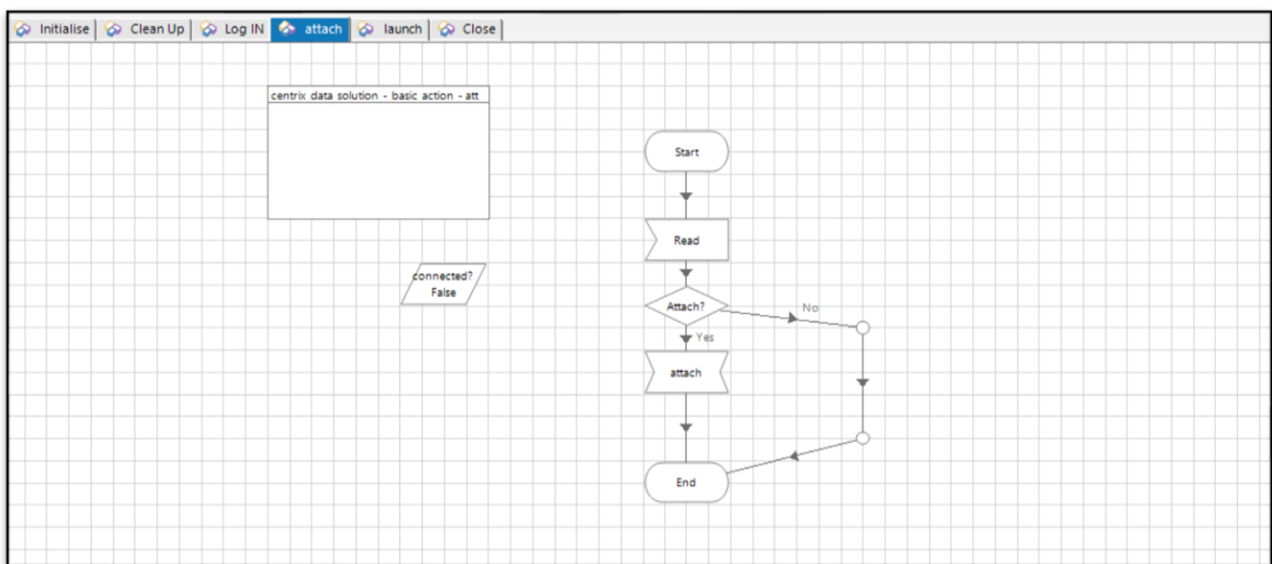 Initialise
Clean Up
Log IN
attach
launch
Close
centrix data solution - basic action - att
Start
Read
connected?
False
Attach?
No
Yes
attach
End